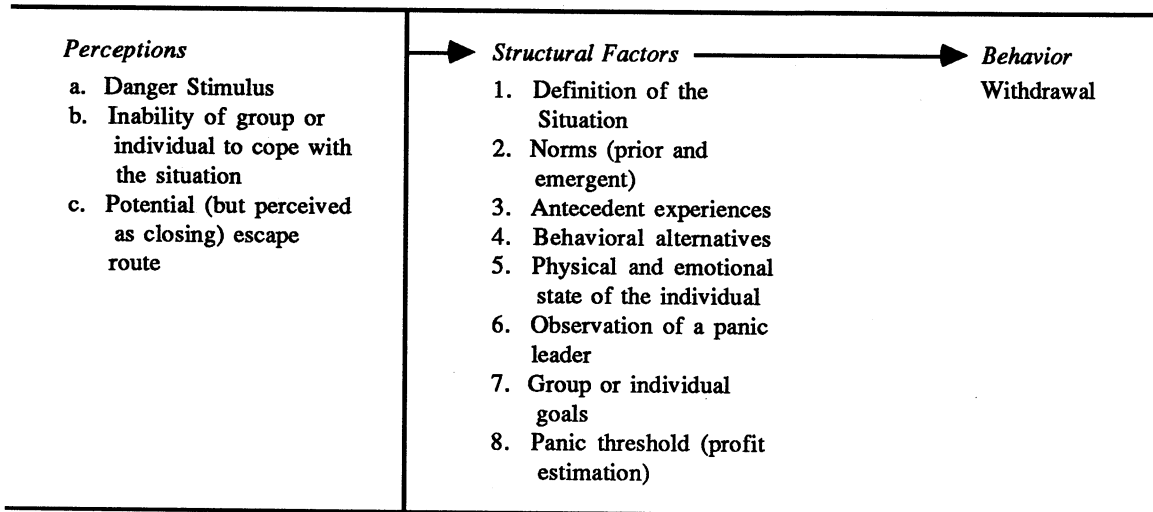 Perceptions
a. Danger Stimulus
b. Inability of group or
individual to cope with
the situation
c. Potential (but perceived
as closing) escape
route
Structural Factors
1. Definition of the
Situation
2. Norms (prior and
emergent)
3. Antecedent experiences
4. Behavioral alternatives
5. Physical and emotional
state of the individual
6. Observation of a panic
leader
7. Group or individual
goals
8. Panic threshold (profit
estimation)
Behavior
Withdrawal